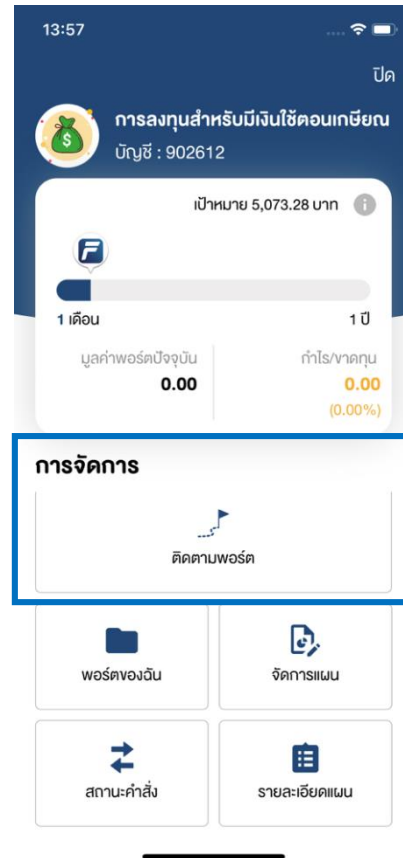 13:57
ปิด
การลงทุนสำหรับมีเงินใช้ตอนเกษียณ
บัญชี : 902612
เป้าหมาย 5,073.28 บาท
1 เดือน
1 ปี
มูลค่าพอร์ตปัจจุบัน
กำไร/ขาดทุน
0.00
0.00
(0.00%)
การจัดการ
ติดตามพอร์ต
พอร์ตของฉัน
จัดการแผน
สถานะคำสั่ง
รายละเอียดแผน